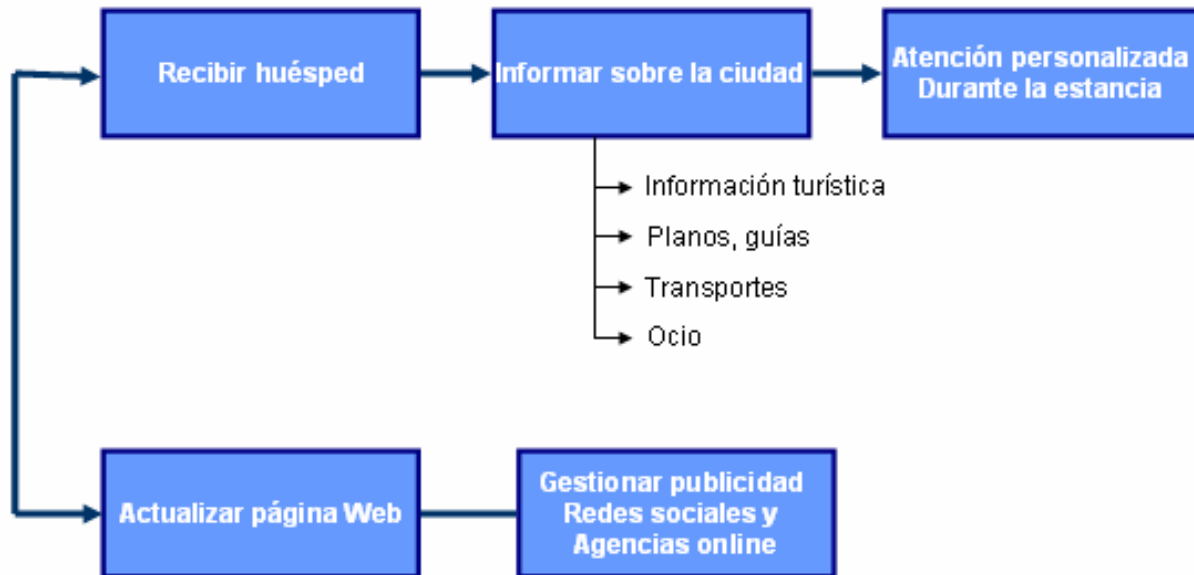 Recibir huésped
Informar sobre la ciudad
Atención personalizada
Durante la estancia
Información turística
Planos, guías
Transportes
Ocio
Actualizar página Web
Gestionar publicidad
Redes sociales y
Agencias online